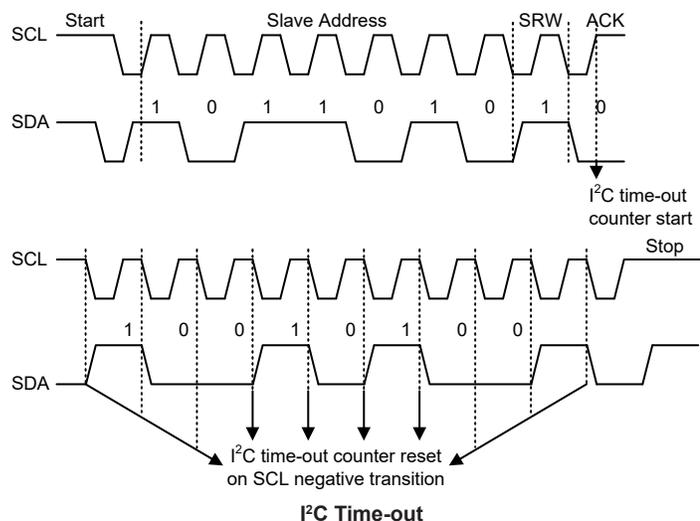 Start Slave Address SRW ACK
SCL
1 0 1 1 0 1 0 1 0
SDA
I²C time-out
counter start
Stop
SCL
1 0 0 1 0 1 0 0
SDA
I²C time-out counter reset
on SCL negative transition
I²C Time-out